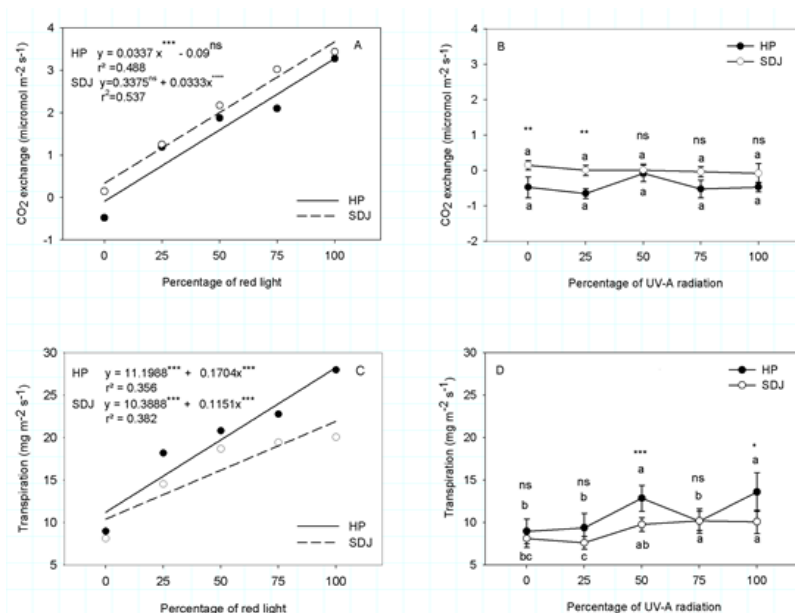 A
HP y = 0.0337 x*** - 0.09ns
r² = 0.488
SDJ y=0.3375ns + 0.0333x***
r²=0.537
CO2 exchange (micromol m-2 s-1)
4
3
2
1
0
-1
HP
SDJ
0 25 50 75 100
Percentage of red light
B
HP
SDJ
CO2 exchange (micromol m-2 s-1)
4
3
2
1
0
-1
-2
** ** ns ns ns
a a a a a
a a a a a
0 25 50 75 100
Percentage of UV-A radiation
C
HP y = 11.1988*** + 0.1704x***
r² = 0.356
SDJ y = 10.3888*** + 0.1151x***
r² = 0.382
Transpiration (mg m-2 s-1)
30
25
20
15
10
5
0
HP
SDJ
0 25 50 75 100
Percentage of red light
D
HP
SDJ
Transpiration (mg m-2 s-1)
30
25
20
15
10
5
0
ns ns *** ns *
b b a b a
bc c ab a a
0 25 50 75 100
Percentage of UV-A radiation